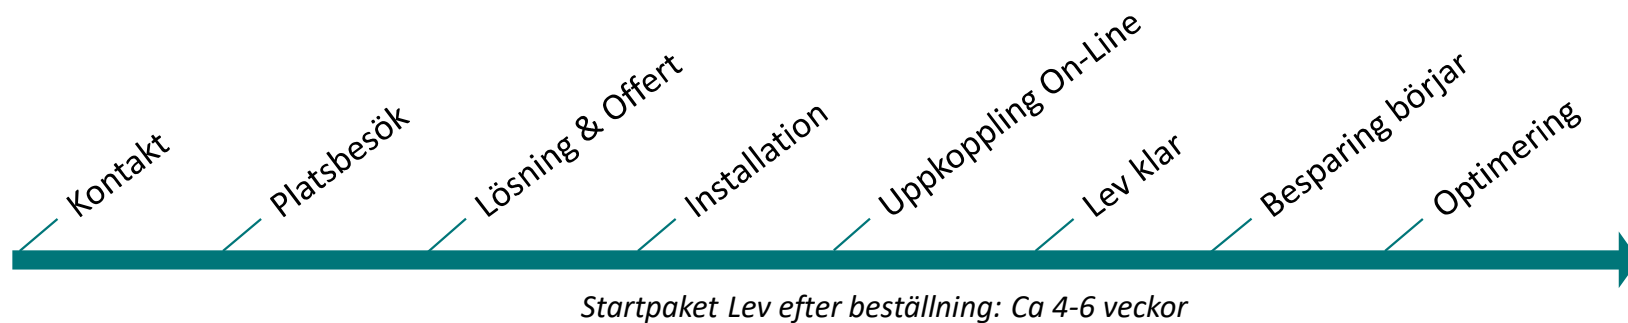 Kontakt
Platsbesök
Lösning & Offert
Installation
Uppkoppling On-Line
Lev klar
Besparing börjar
Optimering
Startpaket Lev efter beställning: Ca 4-6 veckor